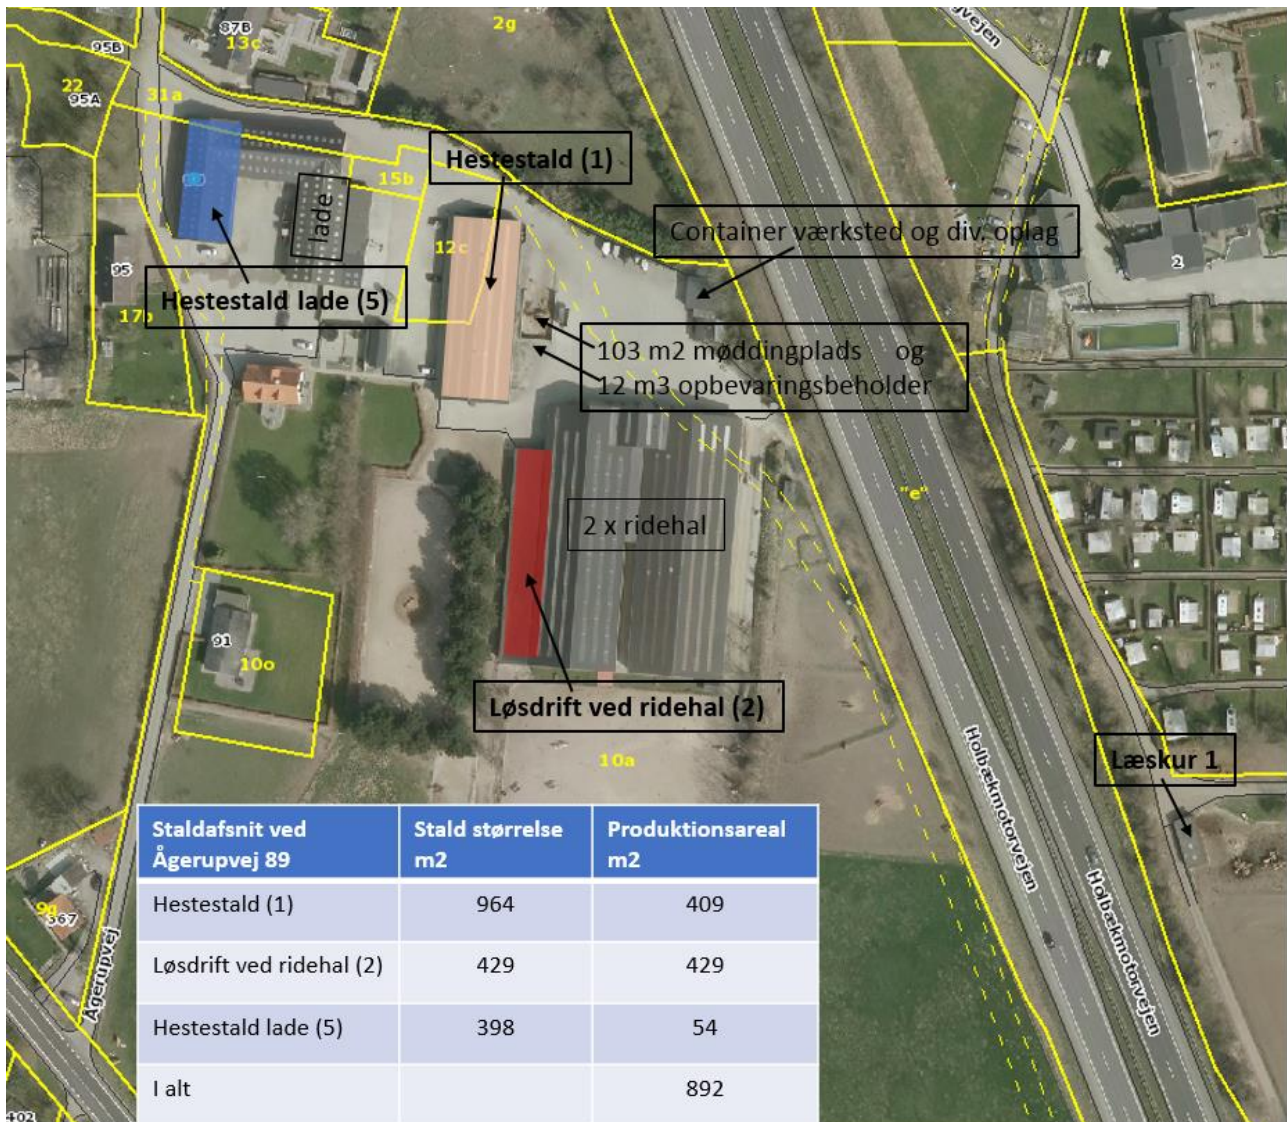 2g
gvejen
87B
13c
95B
22
95A
31a
Hestestald (1)
15b
lade
Container værksted og div. oplag
12c
95
2
Hestestald lade (5)
17b
103 m2 møddingplads og
12 m3 opbevaringsbeholder
"e"
2 x ridehal
91
10o
Løsdrift ved ridehal (2)
10a
Holbækmotorvejen
Holbækmotorvejen
Læskur 1
Staldafsnit ved Ågerupvej 89 Stald størrelse m2 Produktionsareal m2
Hestestald (1) 964 409
Løsdrift ved ridehal (2) 429 429
Hestestald lade (5) 398 54
I alt 892
9g
367
Ågerupvej
402